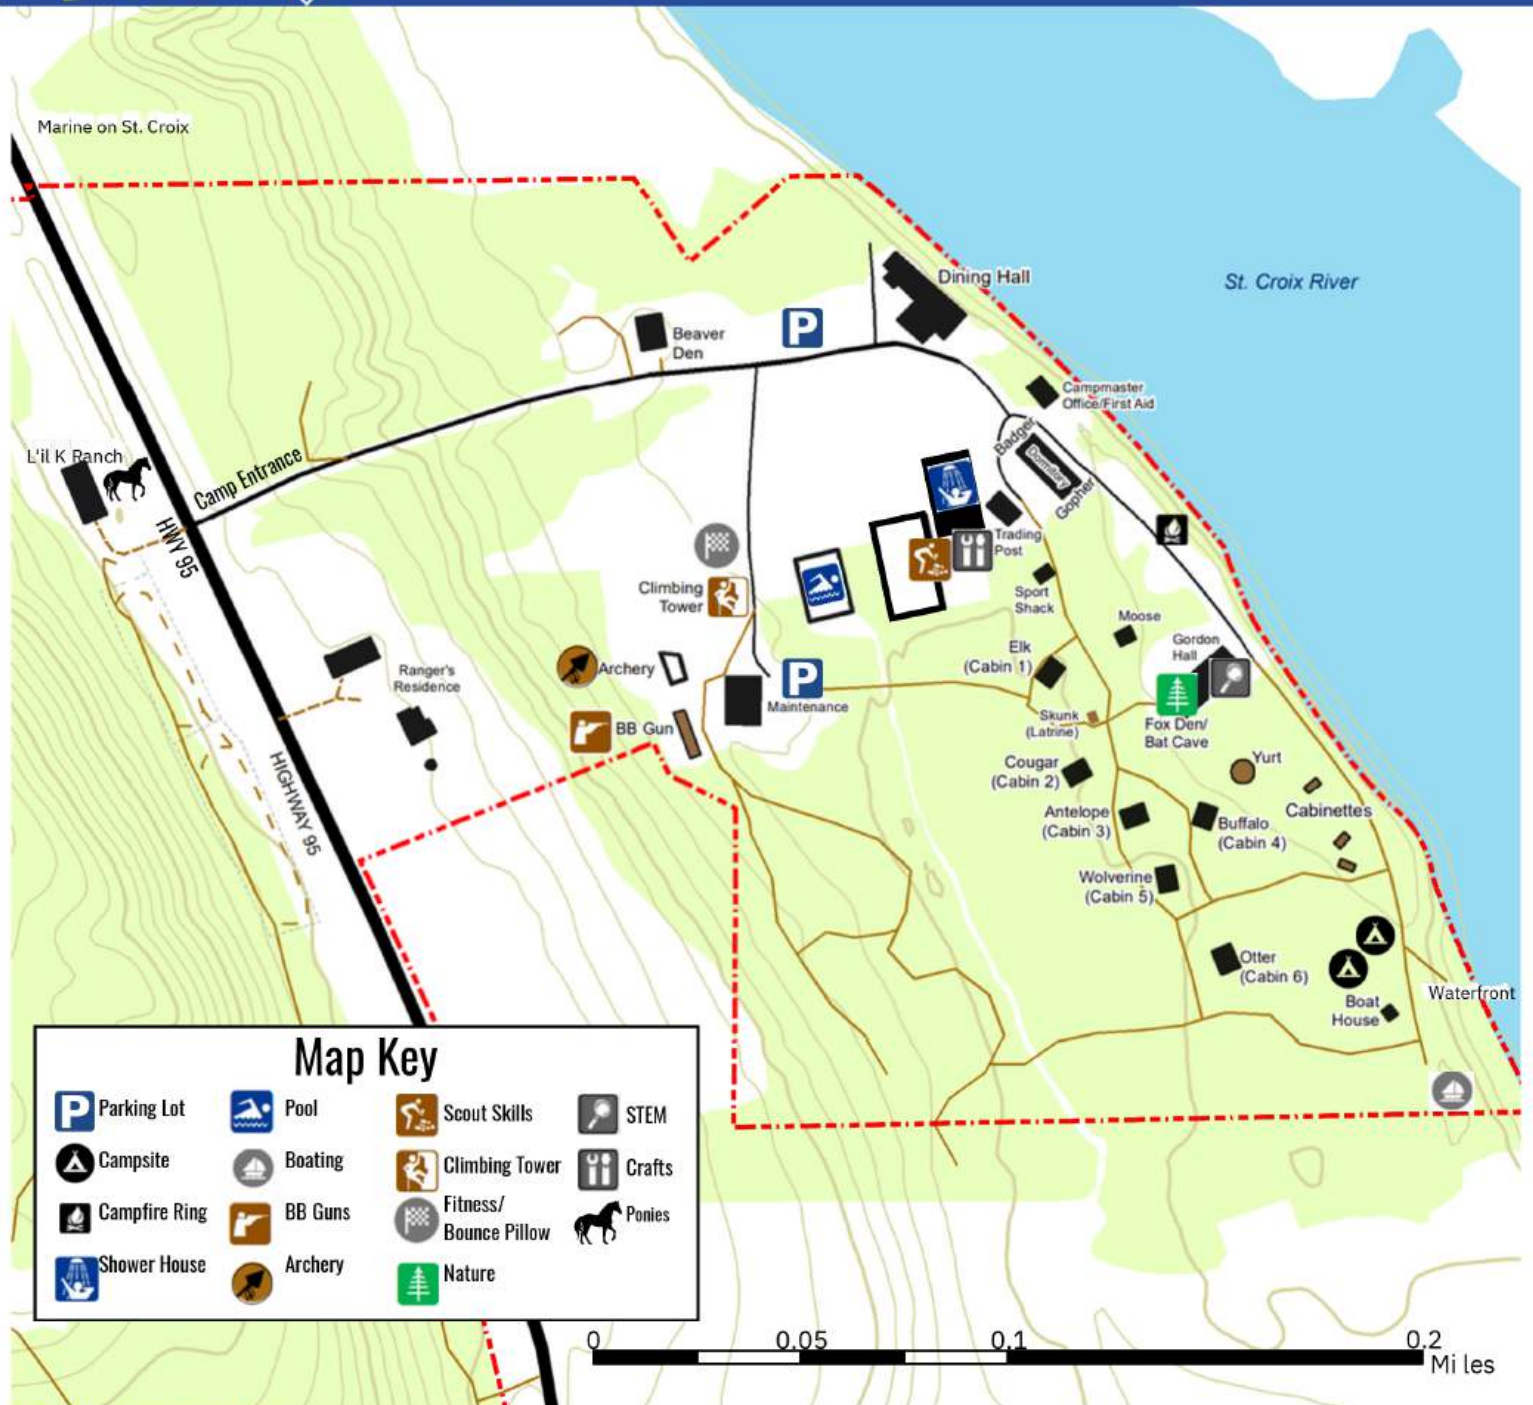 Marine on St. Croix
St. Croix River
Dining Hall
P
Beaver
Den
Campmaster
Office/First Aid
L'il K Ranch
Camp Entrance
HWY 95
Badger
Dormitory
Gopher
Trading
Post
Climbing
Tower
Sport
Shack
Moose
Gordon
Hall
Elk
(Cabin 1)
Archery
Ranger's
Residence
P
Maintenance
Skunk
(Latrine)
Fox Den/
Bat Cave
BB Gun
Yurt
Cougar
(Cabin 2)
HIGHWAY 95
Cabinettes
Antelope
(Cabin 3)
Buffalo
(Cabin 4)
Wolverine
(Cabin 5)
Otter
(Cabin 6)
Waterfront
Boat
House
Map Key
P Parking Lot
Pool
Scout Skills
STEM
Campsite
Boating
Climbing Tower
Crafts
Campfire Ring
BB Guns
Fitness/
Bounce Pillow
Ponies
Shower House
Archery
Nature
0 0.05 0.1 0.2
Miles